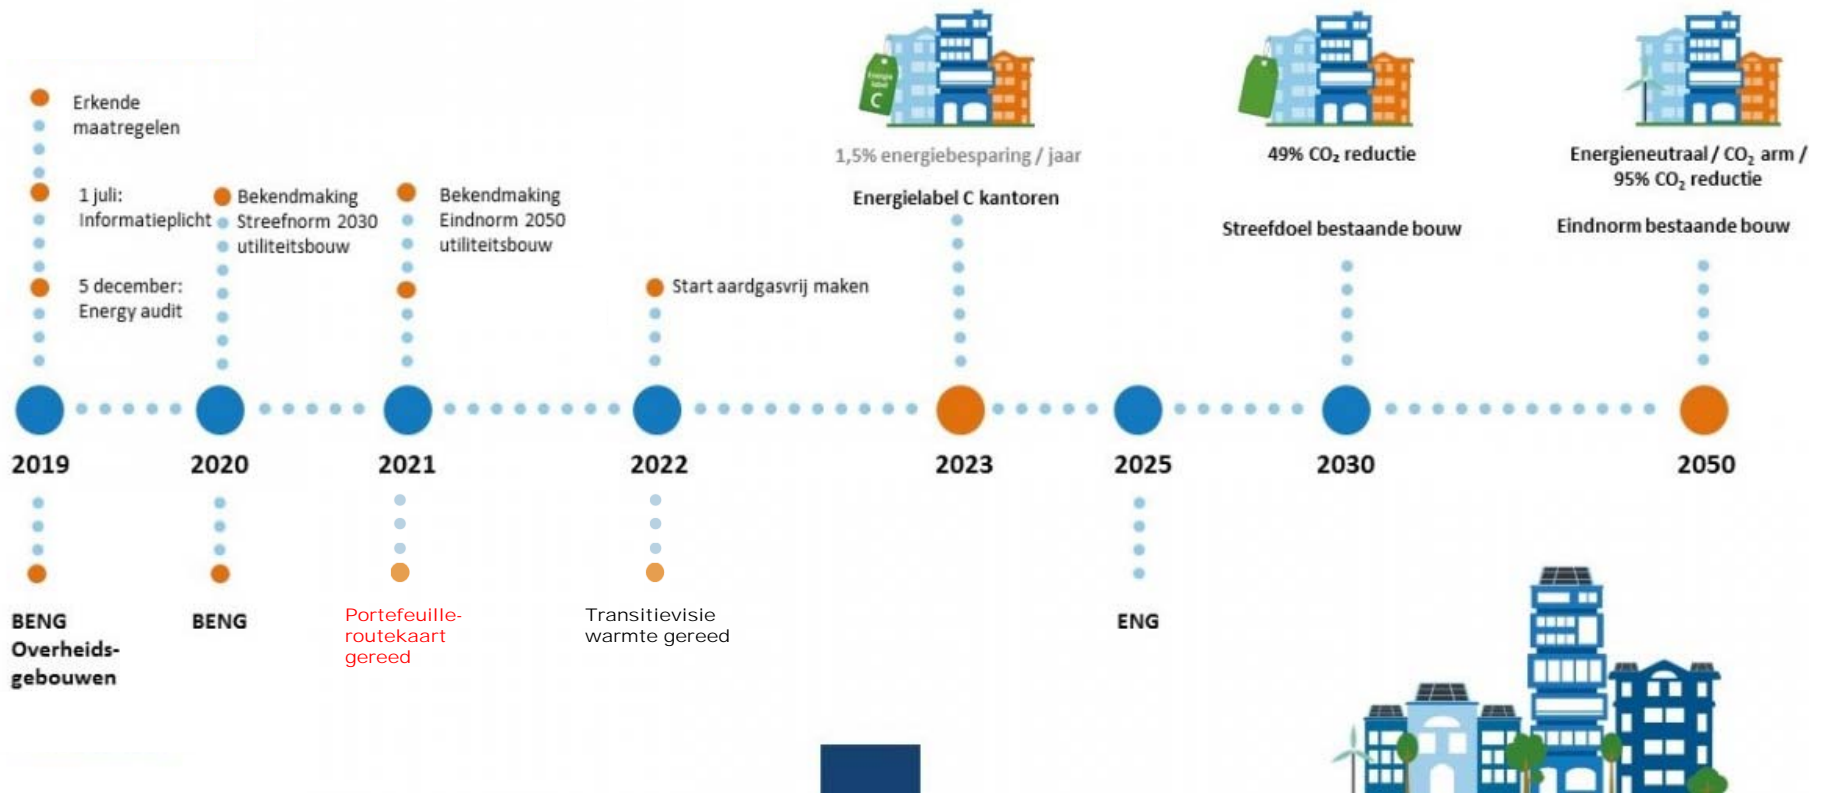 Erkende
maatregelen
1 juli:
Informatieplicht
5 december:
Energy audit
Bekendmaking
Streefnorm 2030
utiliteitsbouw
Bekendmaking
Eindnorm 2050
utiliteitsbouw
Start aardgasvrij maken
Energie
label
C
1,5% energiebesparing / jaar
Energielabel C kantoren
49% CO₂ reductie
Streefdoel bestaande bouw
Energieneutraal / CO₂ arm /
95% CO₂ reductie
Eindnorm bestaande bouw
2019
2020
2021
2022
2023
2025
2030
2050
BENG
Overheids-
gebouwen
BENG
Portefeuille-
routekaart
gereed
Transitievisie
warmte gereed
ENG